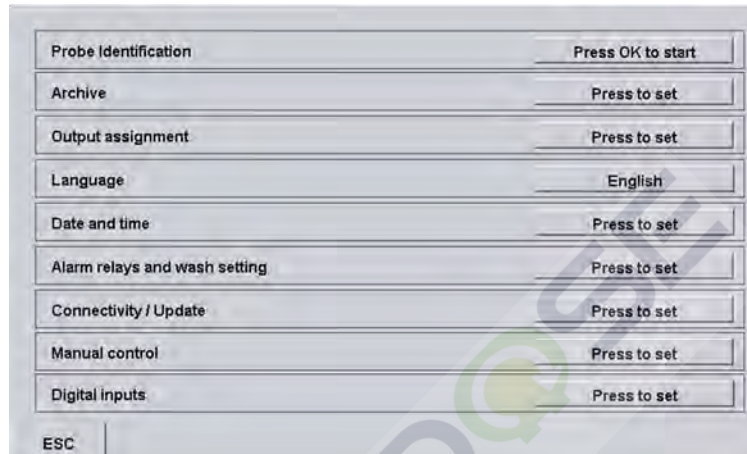 Probe Identification Press OK to start
Archive Press to set
Output assignment Press to set
Language English
Date and time Press to set
Alarm relays and wash setting Press to set
Connectivity / Update Press to set
Manual control Press to set
Digital inputs Press to set
ESC